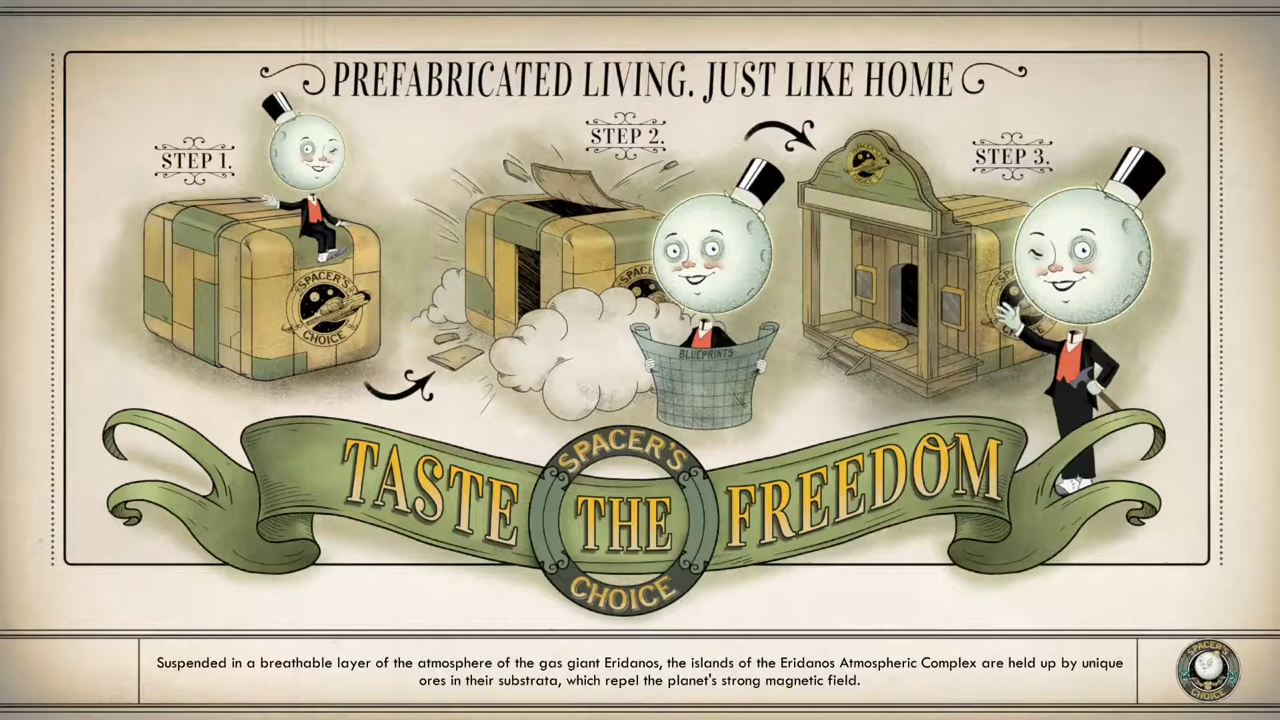 PREFABRICATED LIVING. JUST LIKE HOME
STEP 1.
STEP 2.
STEP 3.
SPACER'S
CHOICE
SPACER'S
BLUEPRINTS
SPACER'S
CHOICE
SPACER'S
TASTE THE FREEDOM
SPACER'S
CHOICE
Suspended in a breathable layer of the atmosphere of the gas giant Eridanos, the islands of the Eridanos Atmospheric Complex are held up by unique
ores in their substrata, which repel the planet's strong magnetic field.
SPACER'S
CHOICE